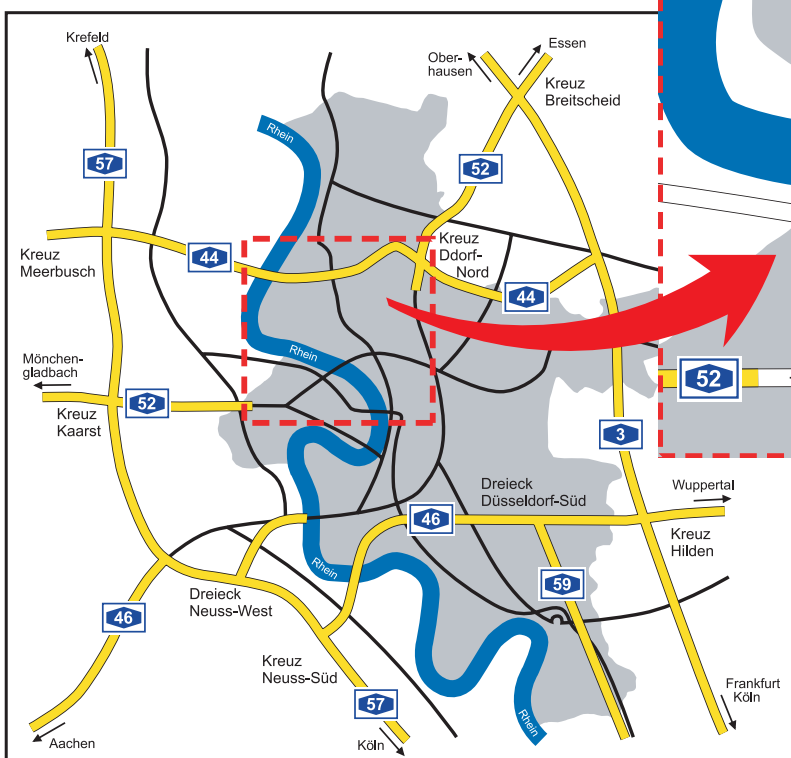 Krefeld
Ober-
hausen
Essen
Kreuz
Breitscheid
Rhein
57
52
Kreuz
Meerbusch
44
Kreuz
Ddorf-
Nord
44
Rhein
Mönchen-
gladbach
52
Kreuz
Kaarst
52
3
Dreieck
Düsseldorf-Süd
Wuppertal
46
Kreuz
Hilden
Rhein
59
Dreieck
Neuss-West
46
Kreuz
Neuss-Süd
Rhein
57
Frankfurt
Köln
Aachen
Köln